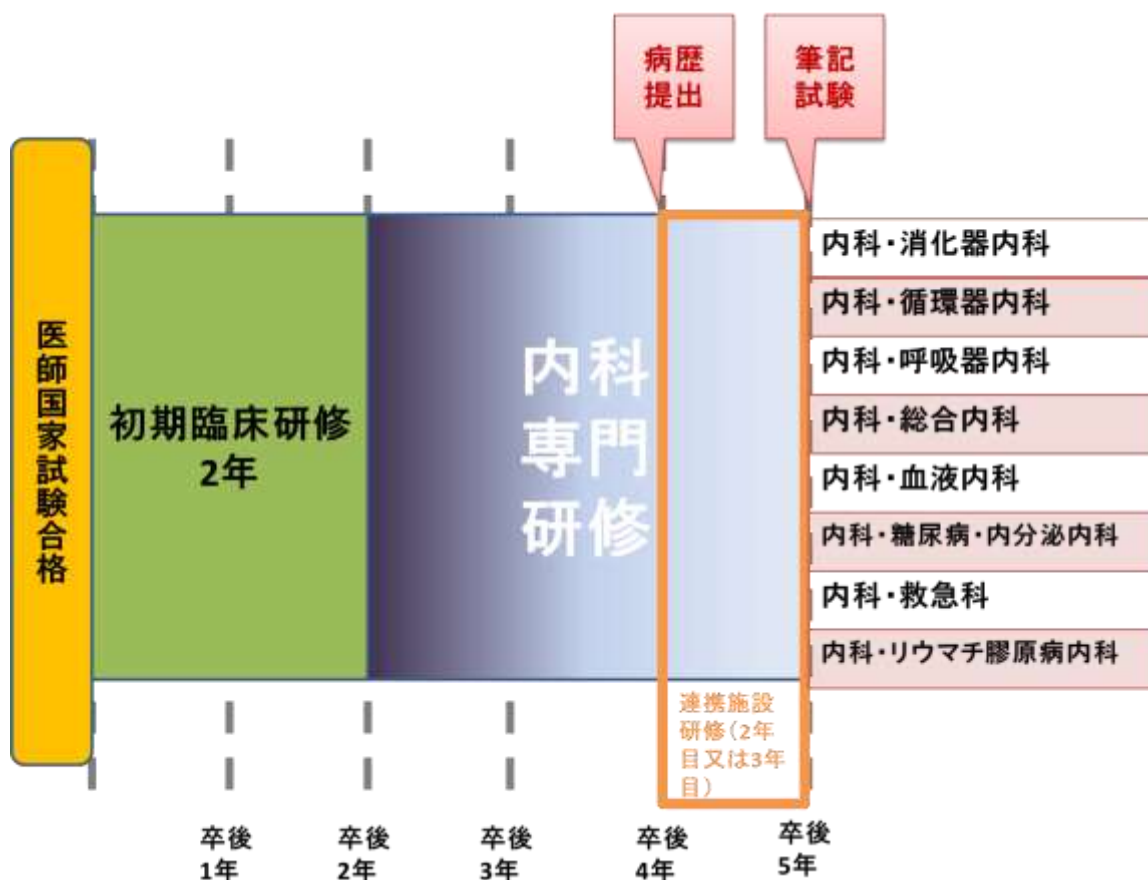 病歴
提出
筆記
試験
医師国家試験合格
初期臨床研修
2年
内科
専門
研修
内科・消化器内科
内科・循環器内科
内科・呼吸器内科
内科・総合内科
内科・血液内科
内科・糖尿病・内分泌内科
内科・救急科
内科・リウマチ膠原病内科
連携施設
研修(2年
目又は3年
目)
卒後
1年
卒後
2年
卒後
3年
卒後
4年
卒後
5年